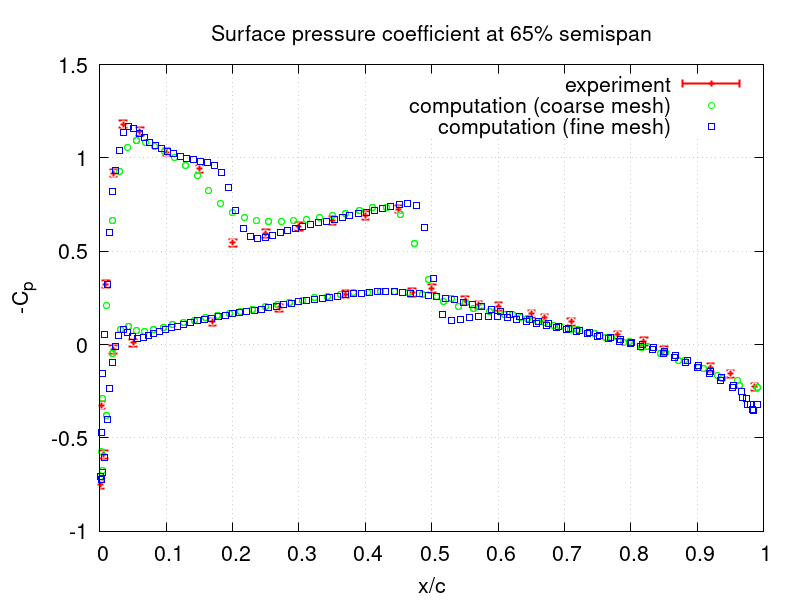 Surface pressure coefficient at 65% semispan
1.5
experiment
computation (coarse mesh)
computation (fine mesh)
1
0.5
-Cp
0
-0.5
-1
0 0.1 0.2 0.3 0.4 0.5 0.6 0.7 0.8 0.9 1
x/c